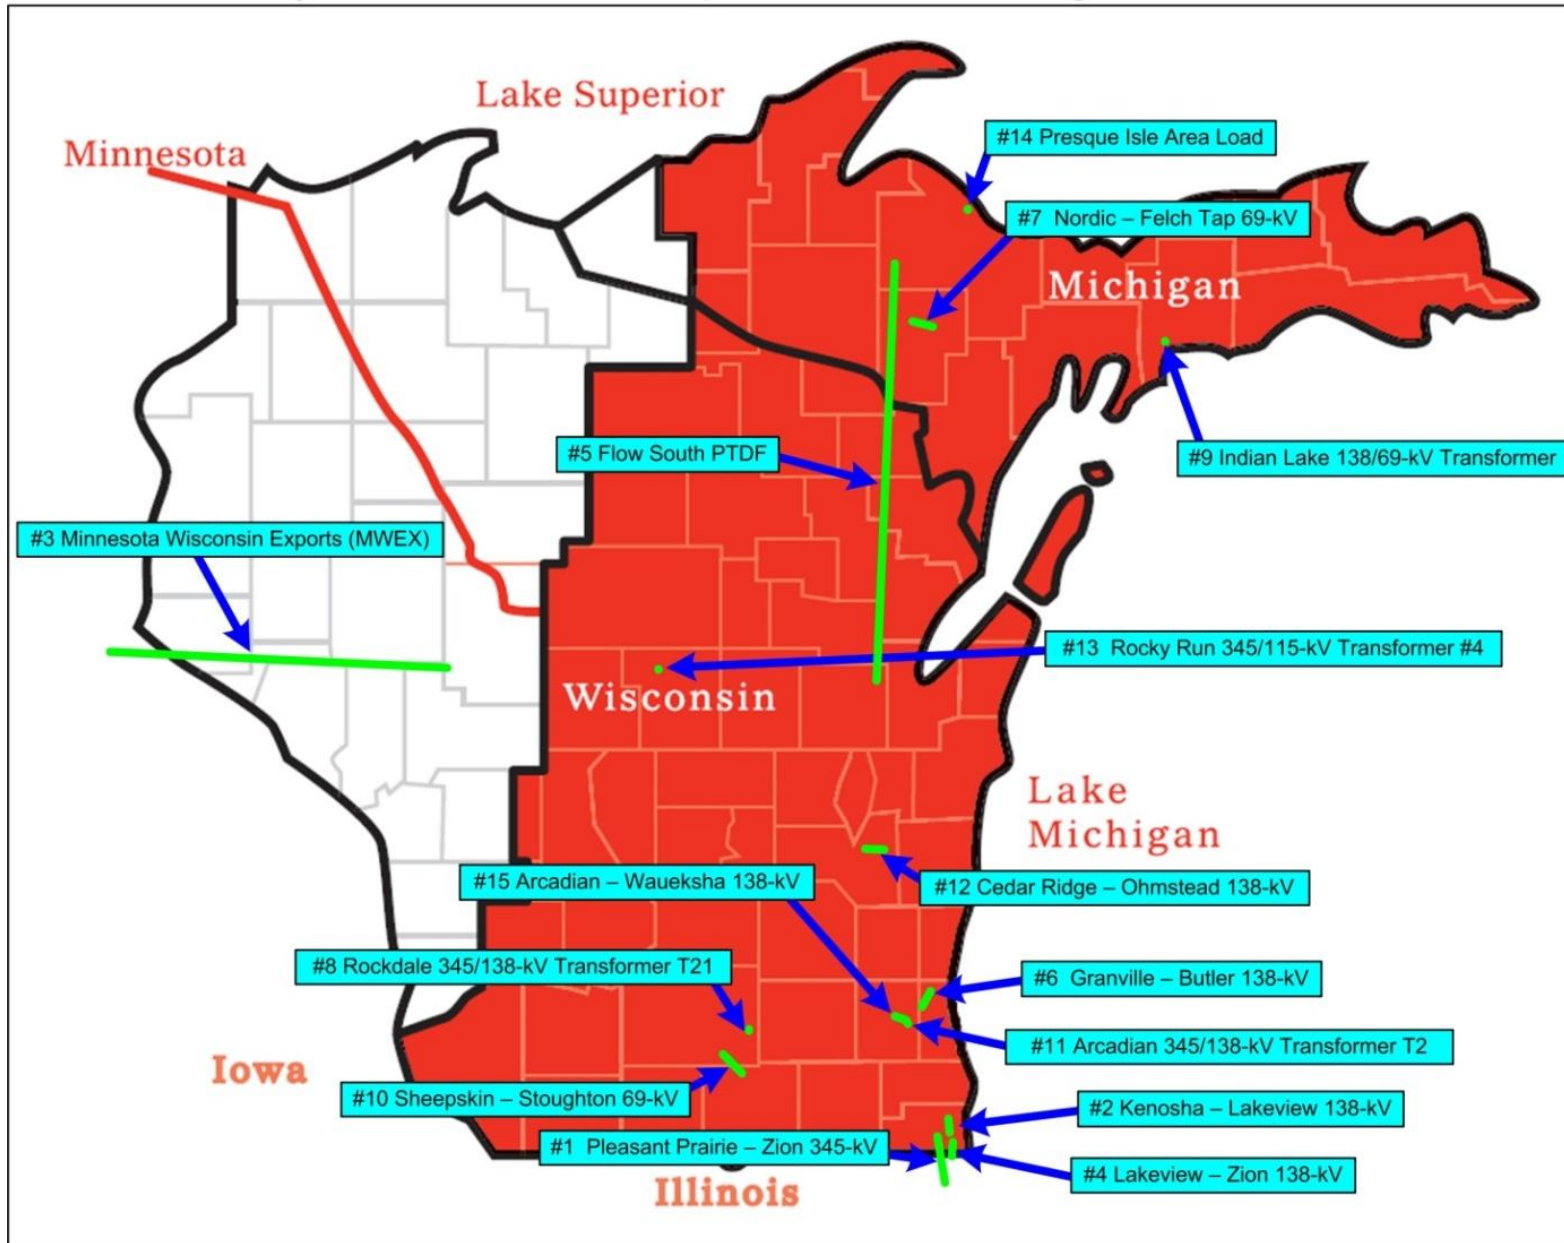 Lake Superior
Minnesota
#14 Presque Isle Area Load
#7 Nordic – Felch Tap 69-kV
Michigan
#5 Flow South PTDF
#9 Indian Lake 138/69-kV Transformer
#3 Minnesota Wisconsin Exports (MWEX)
#13 Rocky Run 345/115-kV Transformer #4
Wisconsin
Lake
Michigan
#15 Arcadian – Waueksha 138-kV
#12 Cedar Ridge – Ohmstead 138-kV
#8 Rockdale 345/138-kV Transformer T21
#6 Granville – Butler 138-kV
#11 Arcadian 345/138-kV Transformer T2
Iowa
#10 Sheepskin – Stoughton 69-kV
#2 Kenosha – Lakeview 138-kV
#1 Pleasant Prairie – Zion 345-kV
#4 Lakeview – Zion 138-kV
Illinois